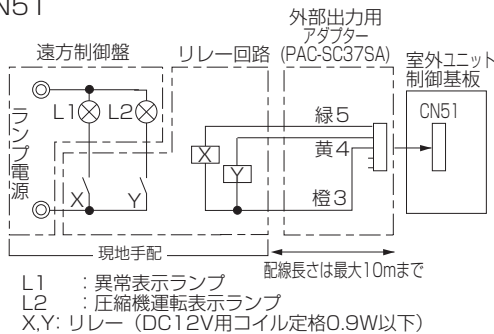 N51
外部出力用
アダプター
(PAC-SC37SA)
遠方制御盤
リレー回路
室外ユニット
制御基板
ランプ電源
L1
L2
X
Y
X
Y
緑5
黄4
橙3
CN51
現地手配
配線長さは最大10mまで
L1 :異常表示ランプ
L2 :圧縮機運転表示ランプ
X,Y: リレー(DC12V用コイル定格0.9W以下)